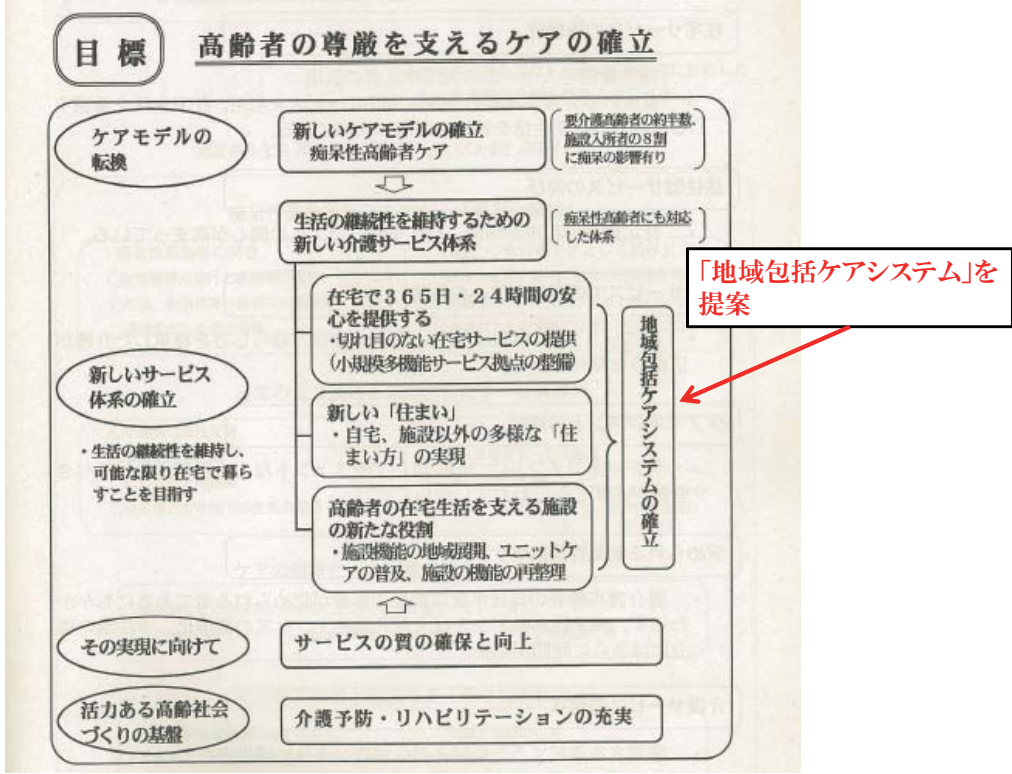 目標
高齢者の尊厳を支えるケアの確立
ケアモデルの
転換
新しいケアモデルの確立
痴呆性高齢者ケア
要介護高齢者の約半数、
施設入所者の8割
に痴呆の影響有り
生活の継続性を維持するための
新しい介護サービス体系
痴呆性高齢者にも対応
した体系
「地域包括ケアシステム」を
提案
新しいサービス
体系の確立
・生活の継続性を維持し、
可能な限り在宅で暮ら
すことを目指す
在宅で365日・24時間の安
心を提供する
・切れ目のない在宅サービスの提供
(小規模多機能サービス拠点の整備)
新しい「住まい」
・自宅、施設以外の多様な「住
まい方」の実現
高齢者の在宅生活を支える施設
の新たな役割
・施設機能の地域展開、ユニットケ
アの普及、施設の機能の再整理
地域包括ケアシステムの確立
その実現に向けて
サービスの質の確保と向上
活力ある高齢社会
づくりの基盤
介護予防・リハビリテーションの充実